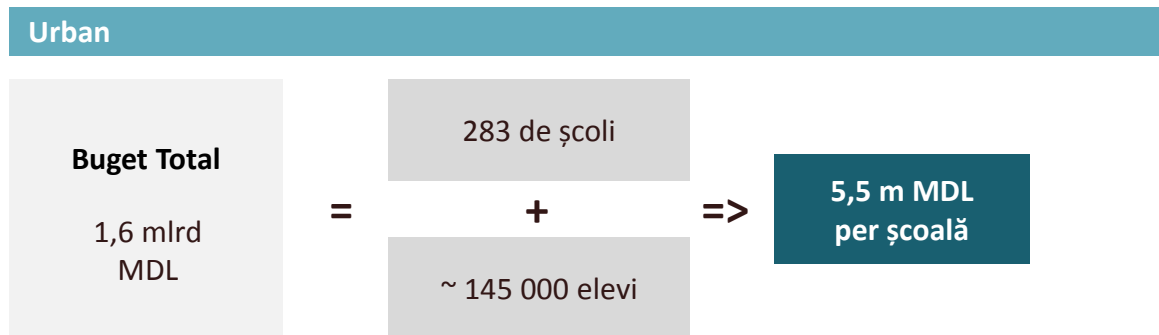 Urban
Buget Total
1,6 mlrd
MDL
=
283 de școli
+
~ 145 000 elevi
=>
5,5 m MDL
per școală